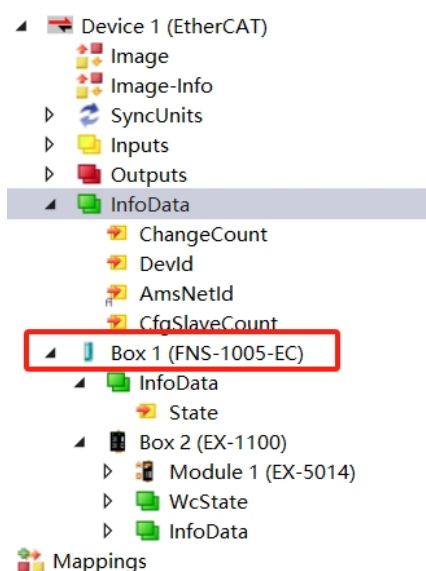 Device 1 (EtherCAT)
Image
Image-Info
SyncUnits
Inputs
Outputs
InfoData
ChangeCount
DevId
AmsNetId
CfgSlaveCount
Box 1 (FNS-1005-EC)
InfoData
State
Box 2 (EX-1100)
Module 1 (EX-5014)
WcState
InfoData
Mappings